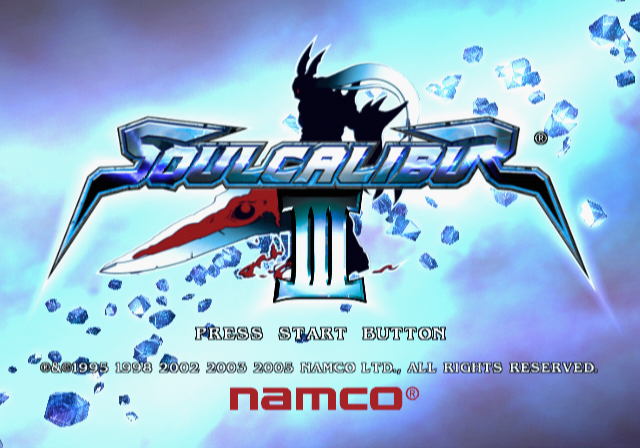 SOULCALIBUR®
III
PRESS START BUTTON
©&®1995 1998 2002 2003 2005 NAMCO LTD., ALL RIGHTS RESERVED.
namco®